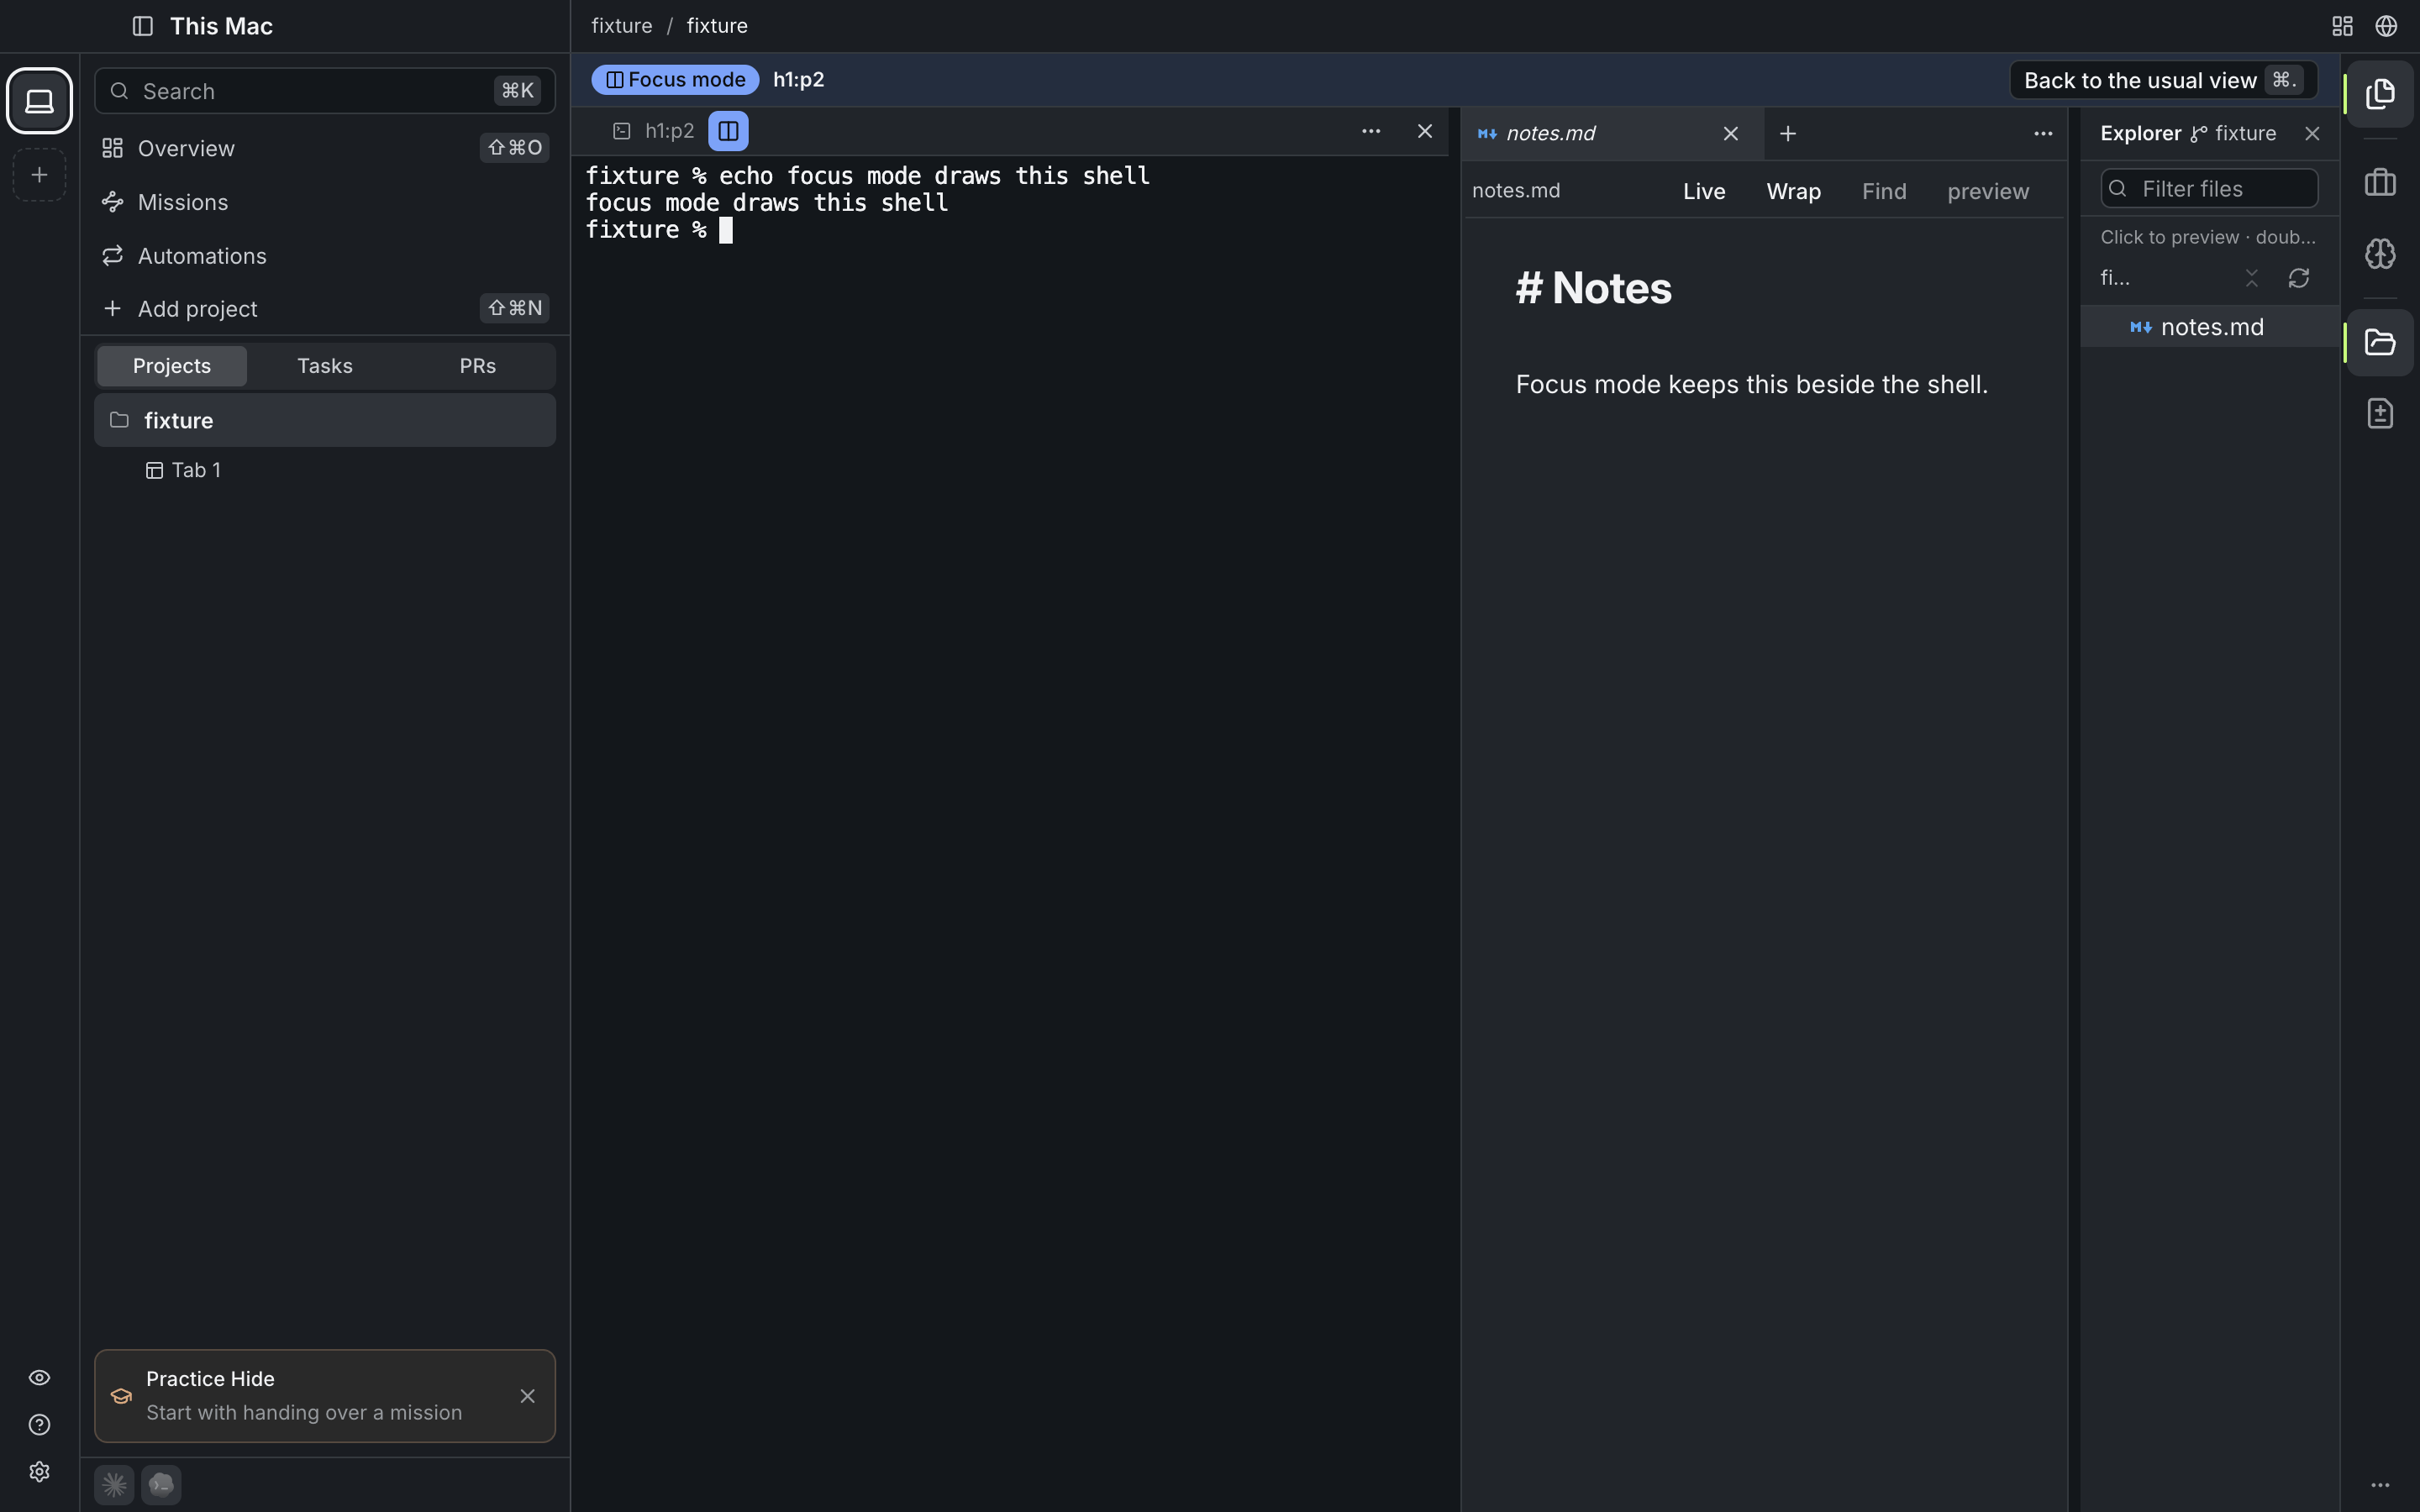 This Mac
fixture / fixture
Search ⌘K
Overview ⇧⌘O
Missions
Automations
Add project ⇧⌘N
Projects Tasks PRs
fixture
Tab 1
Practice Hide
Start with handing over a mission
Focus mode h1:p2
Back to the usual view ⌘.
h1:p2
fixture % echo focus mode draws this shell
focus mode draws this shell
fixture %
notes.md
notes.md Live Wrap Find preview
# Notes
Focus mode keeps this beside the shell.
Explorer fixture
Filter files
Click to preview · doub...
fi...
notes.md